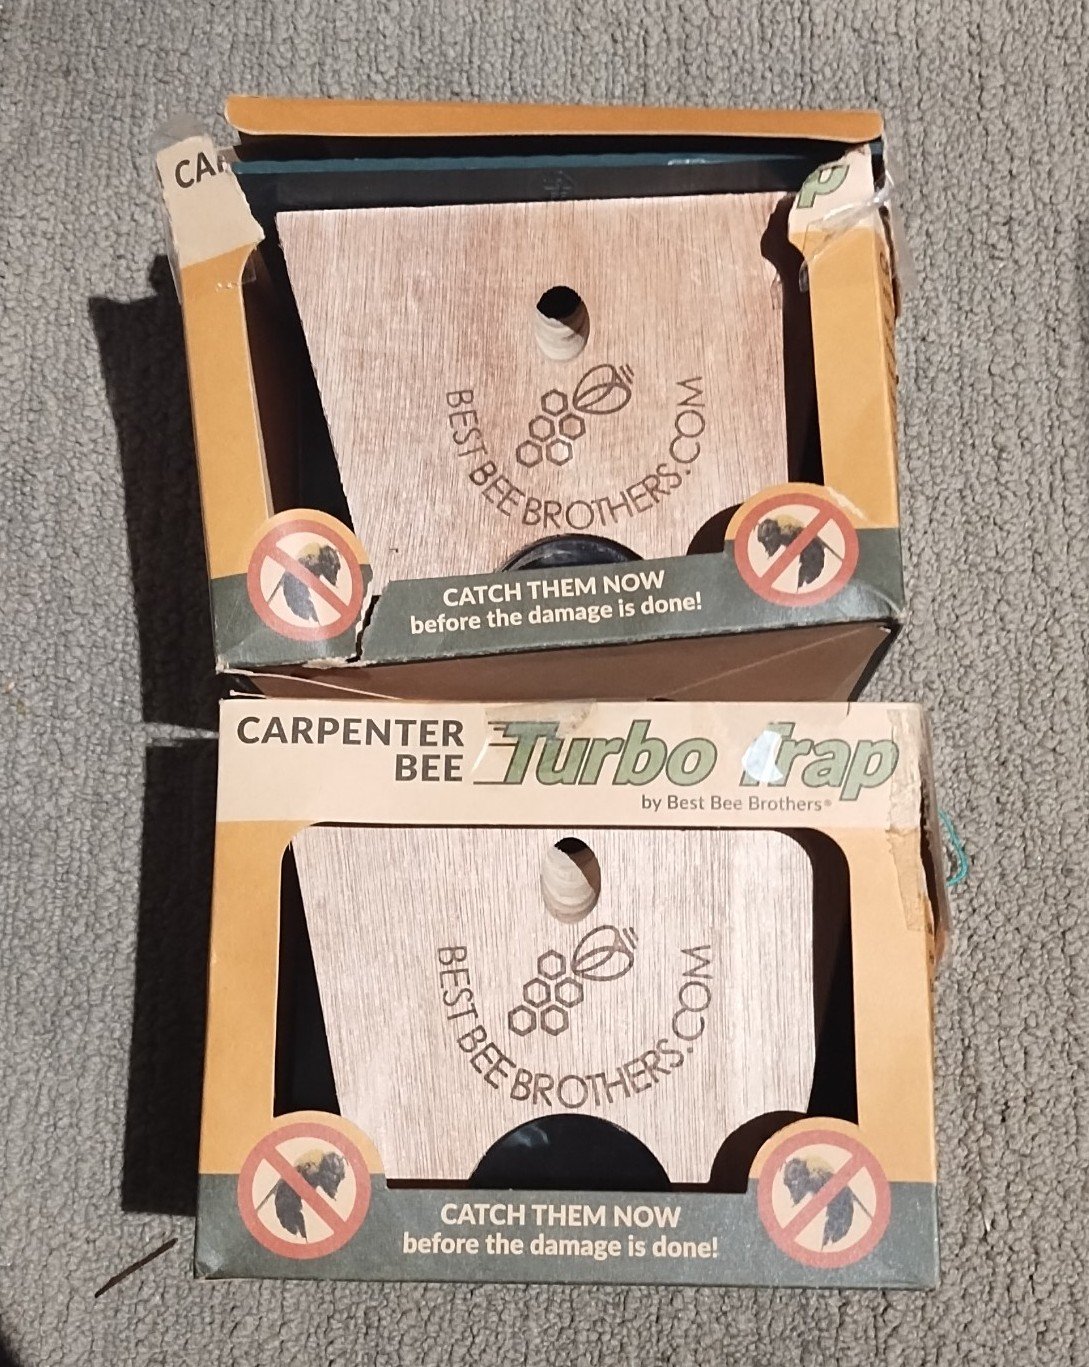 CA
p
BEST BEE BROTHERS.COM
CATCH THEM NOW
before the damage is done!
CARPENTER
BEE
Turbo Trap
by Best Bee Brothers®
BEST BEE BROTHERS.COM
CATCH THEM NOW
before the damage is done!